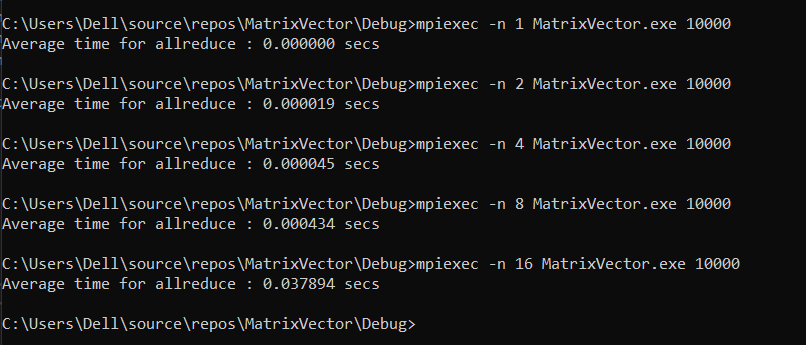 C:\Users\Dell\source\repos\MatrixVector\Debug>mpiexec -n 1 MatrixVector.exe 10000
Average time for allreduce : 0.000000 secs
C:\Users\Dell\source\repos\MatrixVector\Debug>mpiexec -n 2 MatrixVector.exe 10000
Average time for allreduce : 0.000019 secs
C:\Users\Dell\source\repos\MatrixVector\Debug>mpiexec -n 4 MatrixVector.exe 10000
Average time for allreduce : 0.000045 secs
C:\Users\Dell\source\repos\MatrixVector\Debug>mpiexec -n 8 MatrixVector.exe 10000
Average time for allreduce : 0.000434 secs
C:\Users\Dell\source\repos\MatrixVector\Debug>mpiexec -n 16 MatrixVector.exe 10000
Average time for allreduce : 0.037894 secs
C:\Users\Dell\source\repos\MatrixVector\Debug>